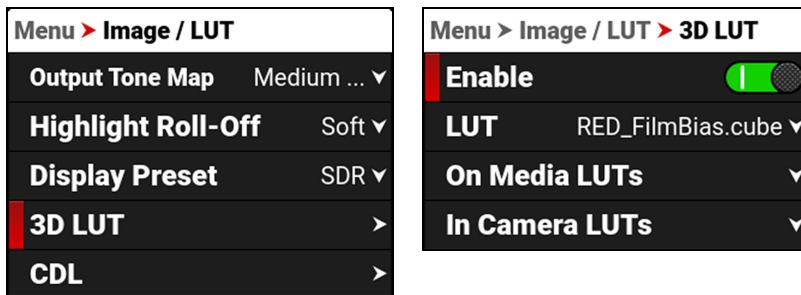 Menu > Image / LUT
Output Tone Map Medium ...
Highlight Roll-Off Soft
Display Preset SDR
3D LUT
CDL
Menu > Image / LUT > 3D LUT
Enable
LUT RED_FilmBias.cube
On Media LUTs
In Camera LUTs